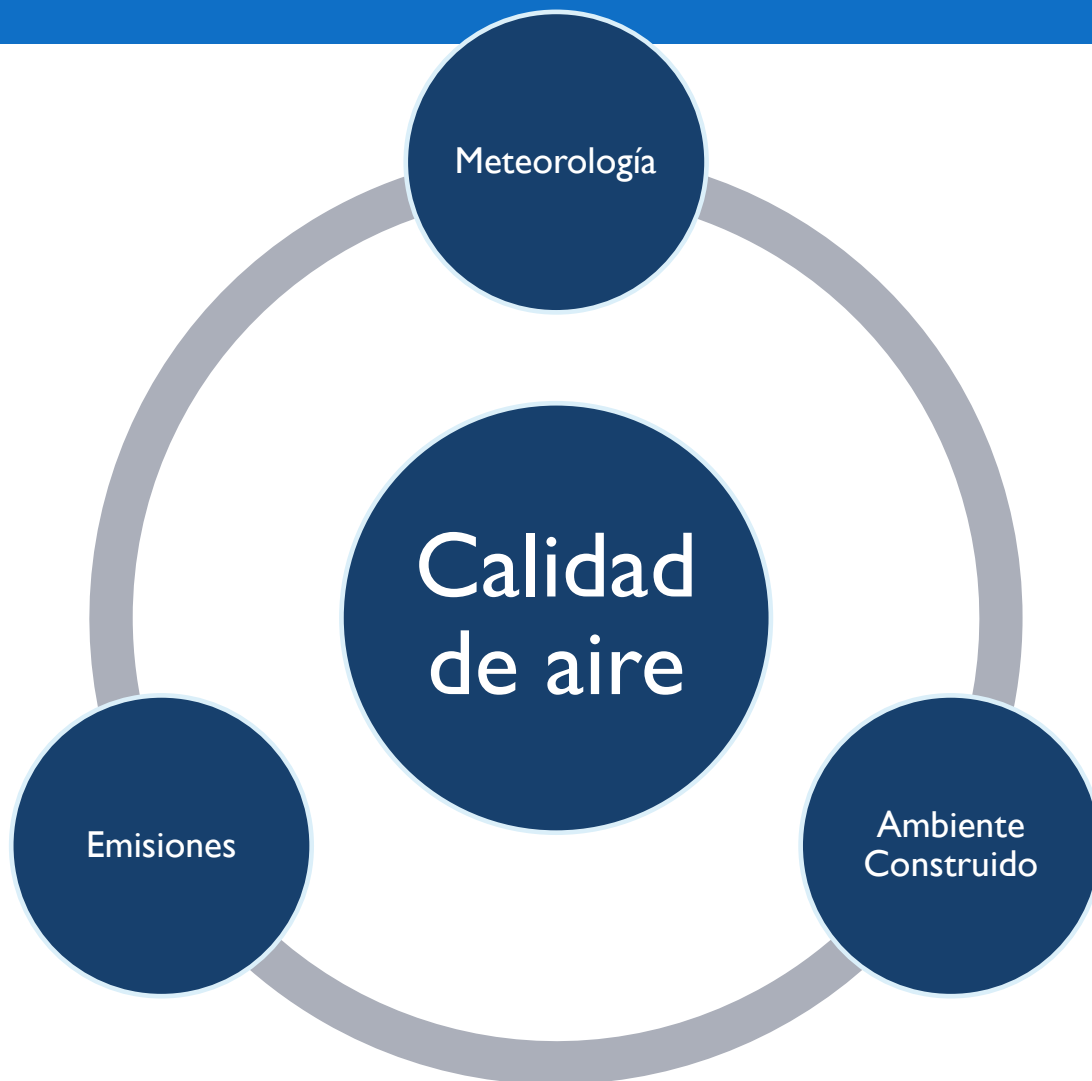 Meteorología
Calidad
de aire
Emisiones
Ambiente
Construido